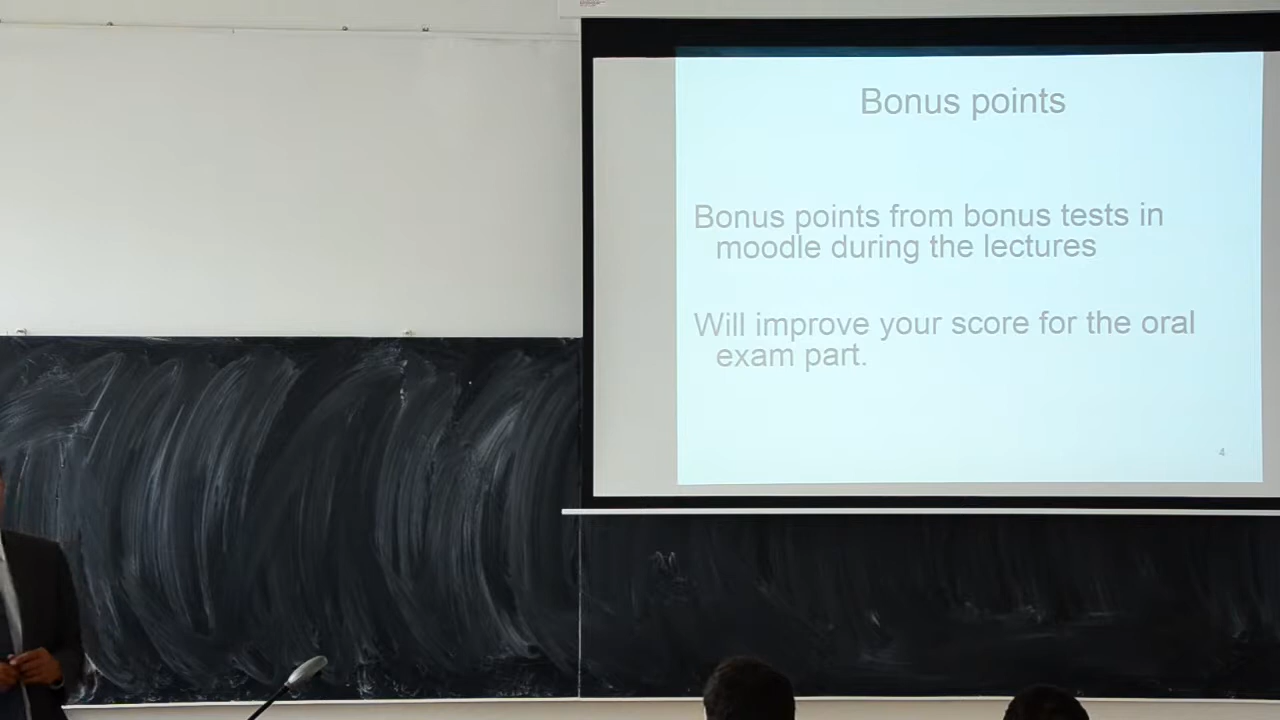 Bonus points
Bonus points from bonus tests in
moodle during the lectures
Will improve your score for the oral
exam part.
4